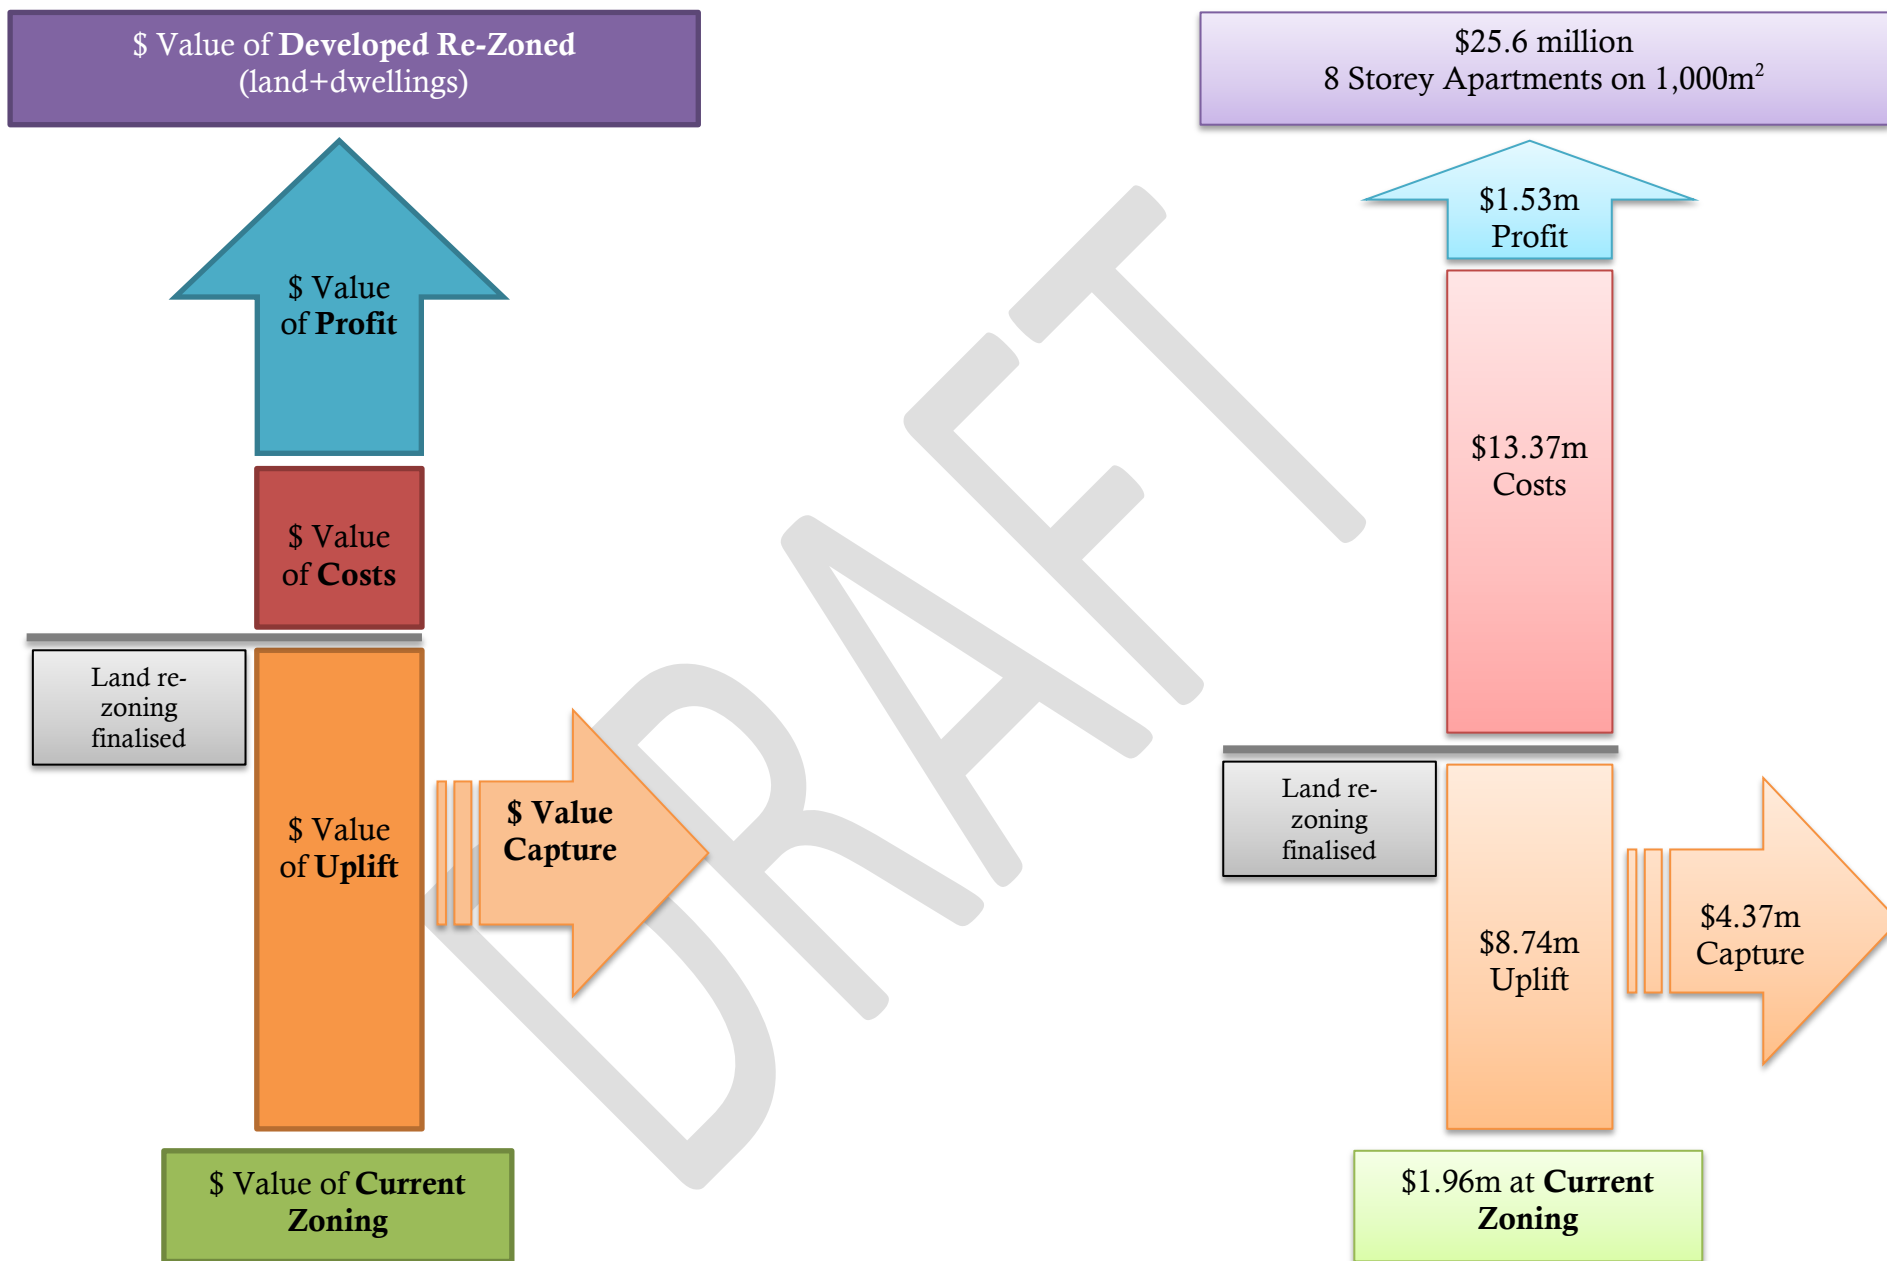 $ Value of Developed Re-Zoned
(land+dwellings)
$ Value
of Profit
$ Value
of Costs
Land re-
zoning
finalised
$ Value
of Uplift
$ Value
Capture
$ Value of Current
Zoning
DRAFT
$25.6 million
8 Storey Apartments on 1,000m²
$1.53m
Profit
$13.37m
Costs
Land re-
zoning
finalised
$8.74m
Uplift
$4.37m
Capture
$1.96m at Current
Zoning